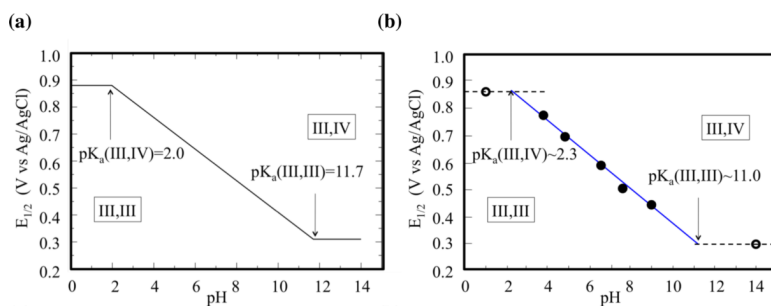 (a)
(b)
1.0
0.9
0.8
0.7
0.6
0.5
0.4
0.3
0.2
E1/2 (V vs Ag/AgCl)
III,IV
pKa(III,IV)=2.0
pKa(III,III)=11.7
III,III
0 2 4 6 8 10 12 14
pH
1.0
0.9
0.8
0.7
0.6
0.5
0.4
0.3
0.2
E1/2 (V vs Ag/AgCl)
III,IV
pKa(III,IV)~2.3
pKa(III,III)~11.0
III,III
0 2 4 6 8 10 12 14
pH